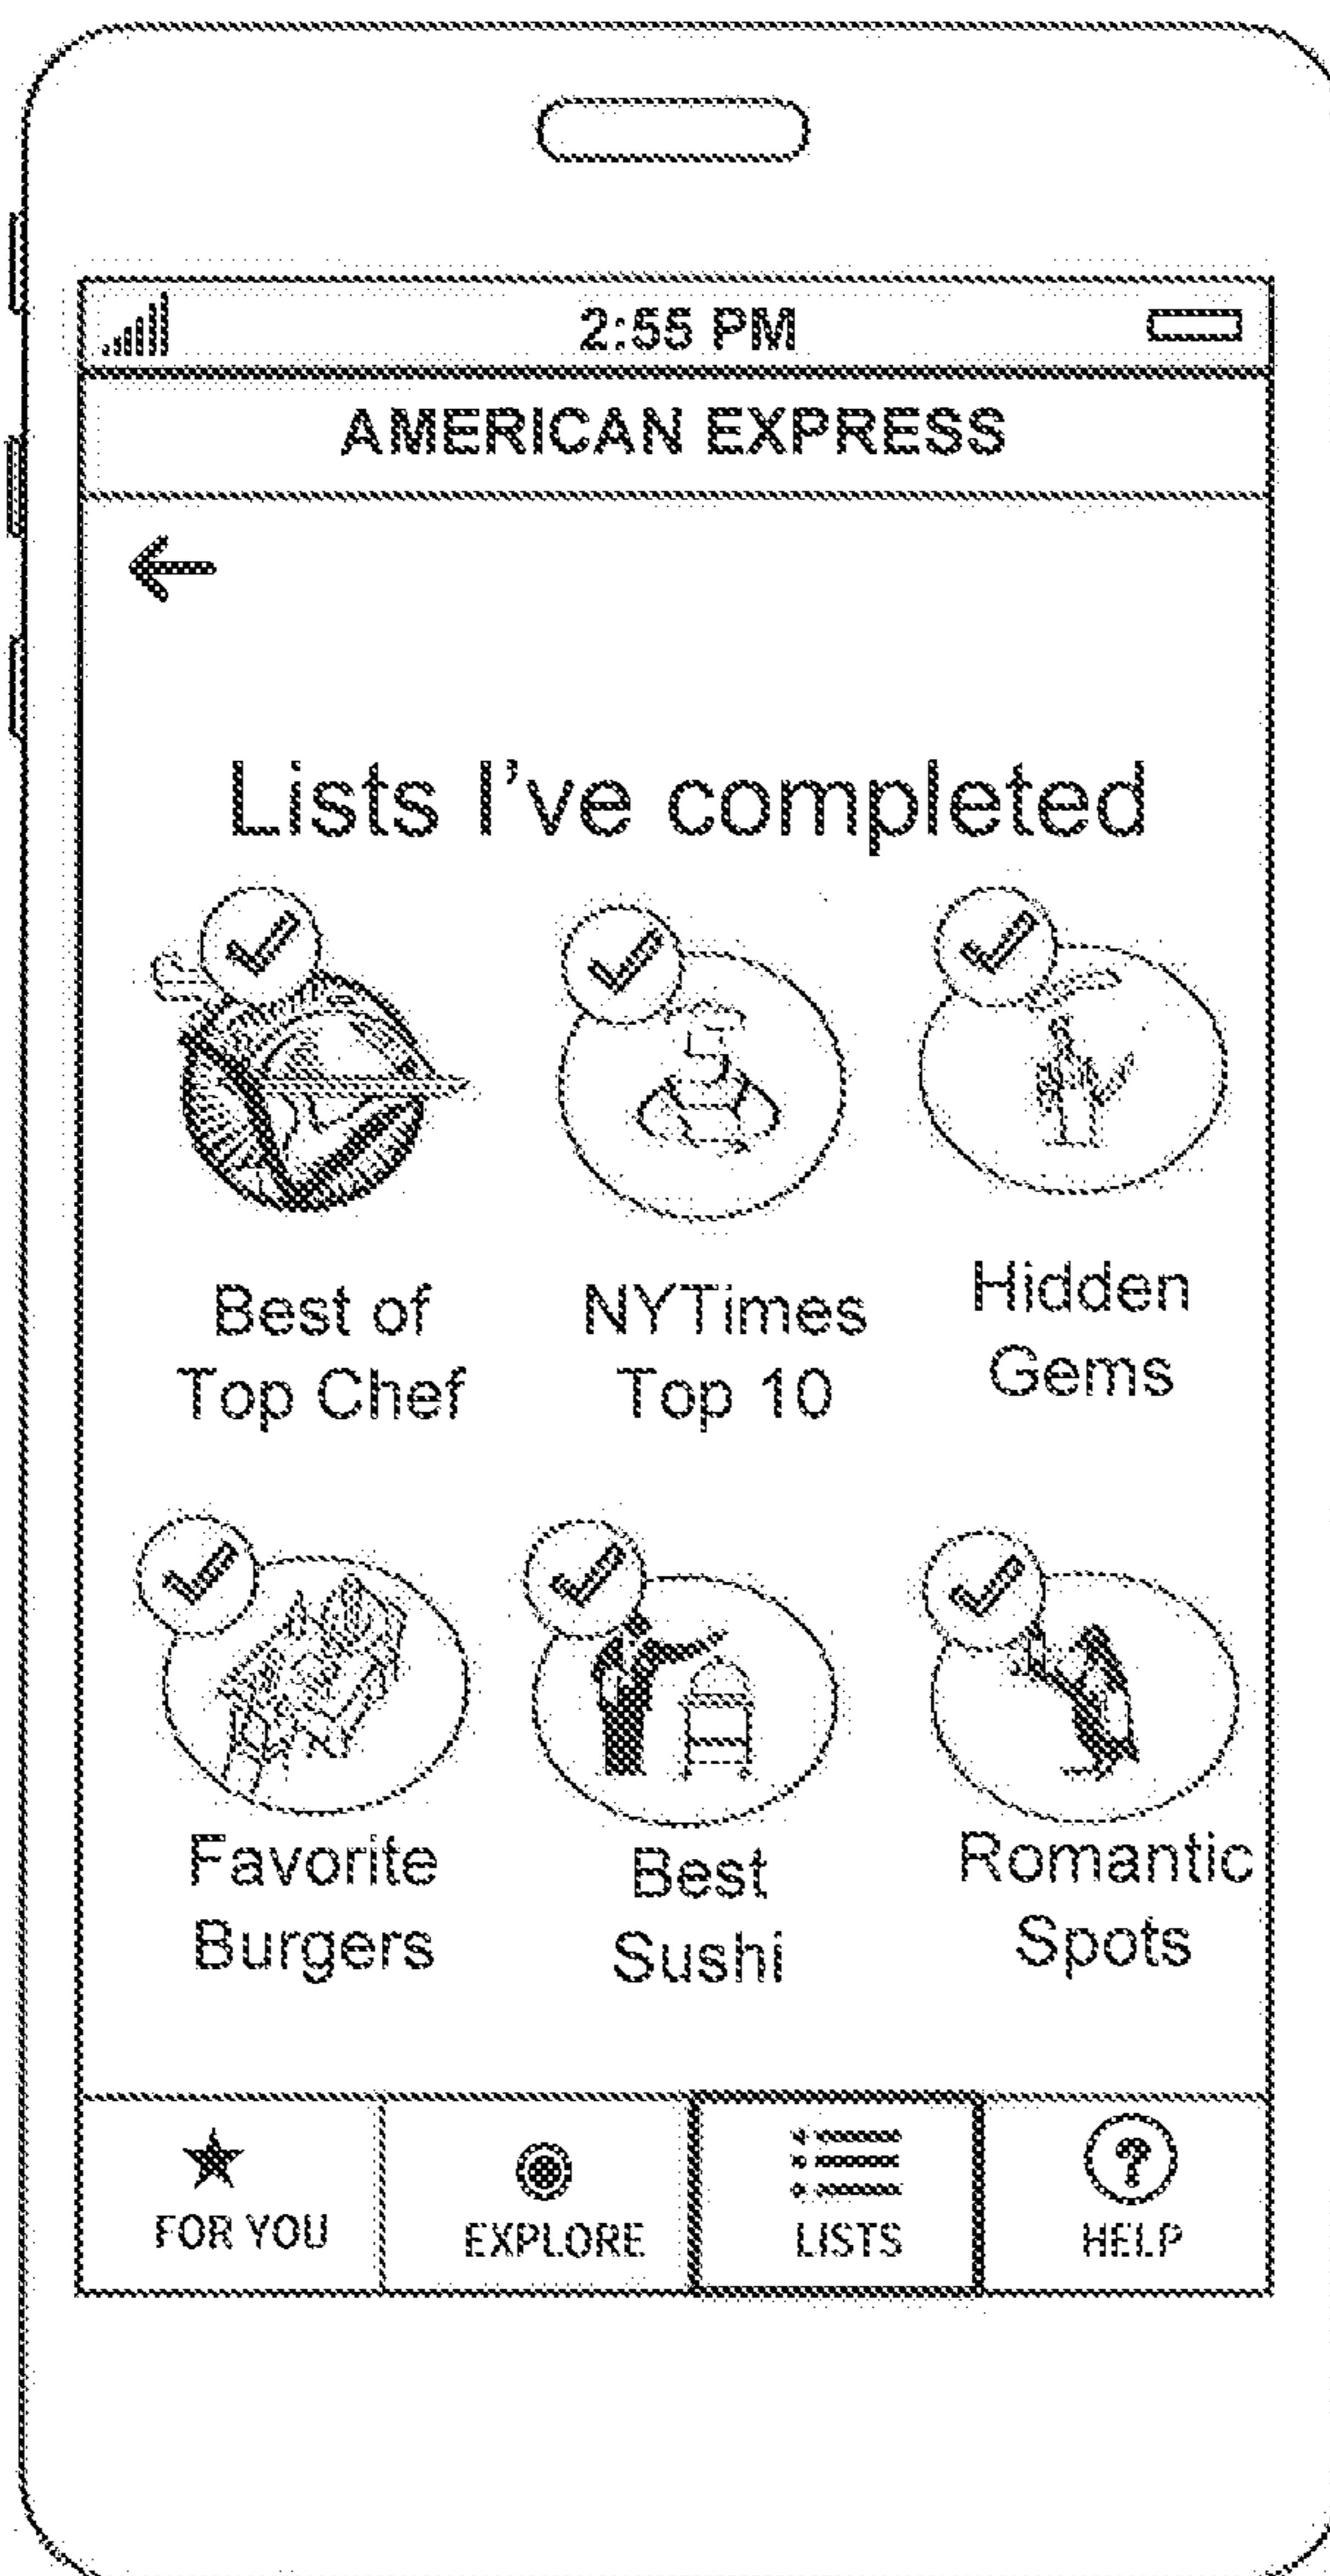 2:55 PM
AMERICAN EXPRESS
Lists I've completed
Best of
Top Chef
NYTimes
Top 10
Hidden
Gems
Favorite
Burgers
Best
Sushi
Romantic
Spots
FOR YOU
EXPLORE
LISTS
HELP